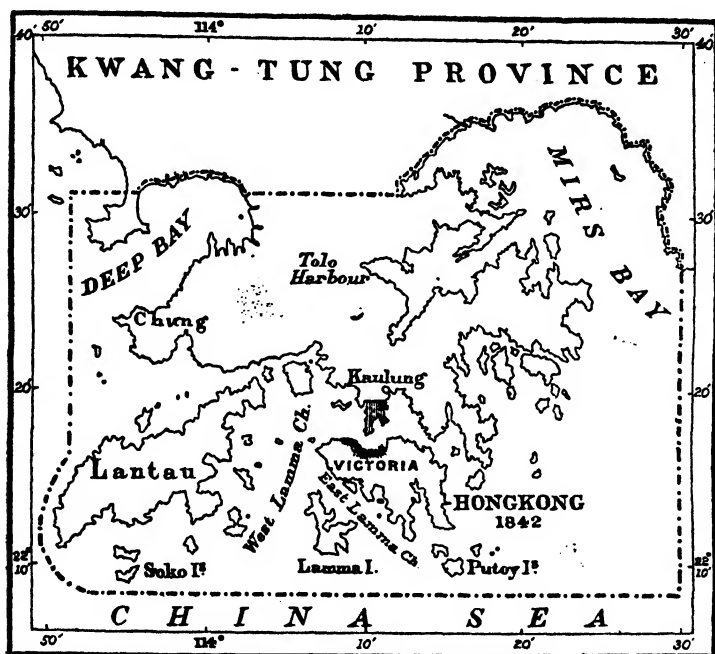 50' 114° 10' 20' 30'
40' 40'
KWANG-TUNG PROVINCE
MIRS BAY
30' 30'
DEEP BAY
Tolo
Harbour
Chung
20' 20'
Kaulung
Lantau
West Lamma Ch.
VICTORIA
East Lamma Ch.
HONGKONG
1842
22°
10'
22°
10'
Soko Is
Lamma I.
Putoy Is
CHINA SEA
50' 114° 10' 20' 30'